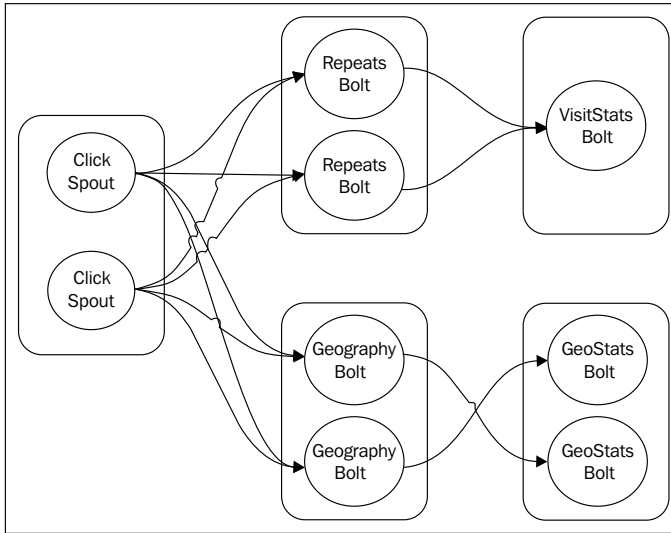 Click
Spout
Click
Spout
Repeats
Bolt
Repeats
Bolt
VisitStats
Bolt
Geography
Bolt
Geography
Bolt
GeoStats
Bolt
GeoStats
Bolt